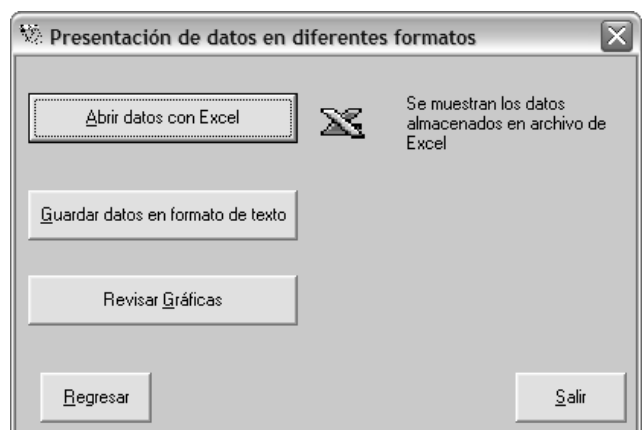 Presentación de datos en diferentes formatos
Abrir datos con Excel
Se muestran los datos
almacenados en archivo de
Excel
Guardar datos en formato de texto
Revisar Gráficas
Regresar
Salir